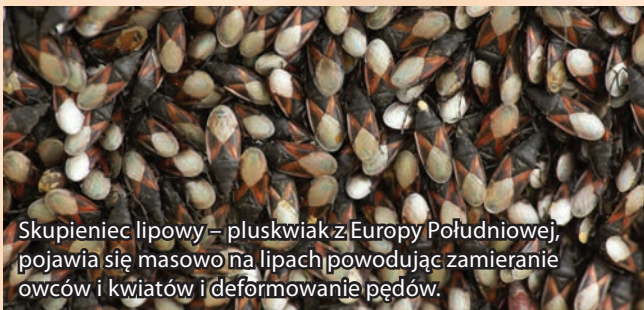 Skupieniec lipowy – pluskwiak z Europy Południowej,
pojawia się masowo na lipach powodując zamieranie
owców i kwiatów i deformowanie pędów.